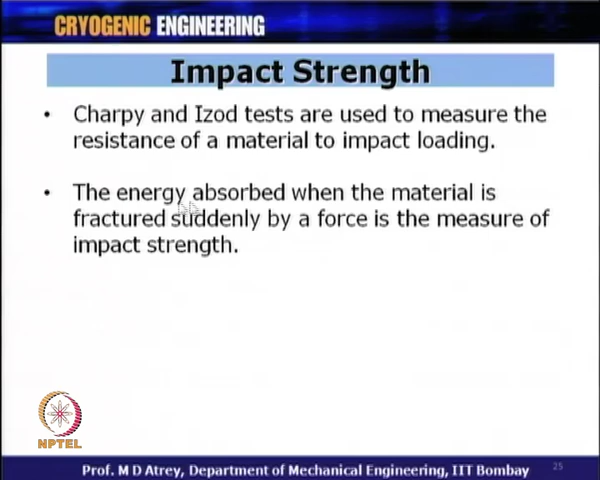 CRYOGENIC ENGINEERING
Impact Strength
• Charpy and Izod tests are used to measure the
resistance of a material to impact loading.
• The energy absorbed when the material is
fractured suddenly by a force is the measure of
impact strength.
NPTEL
Prof. M D Atrey, Department of Mechanical Engineering, IIT Bombay
25